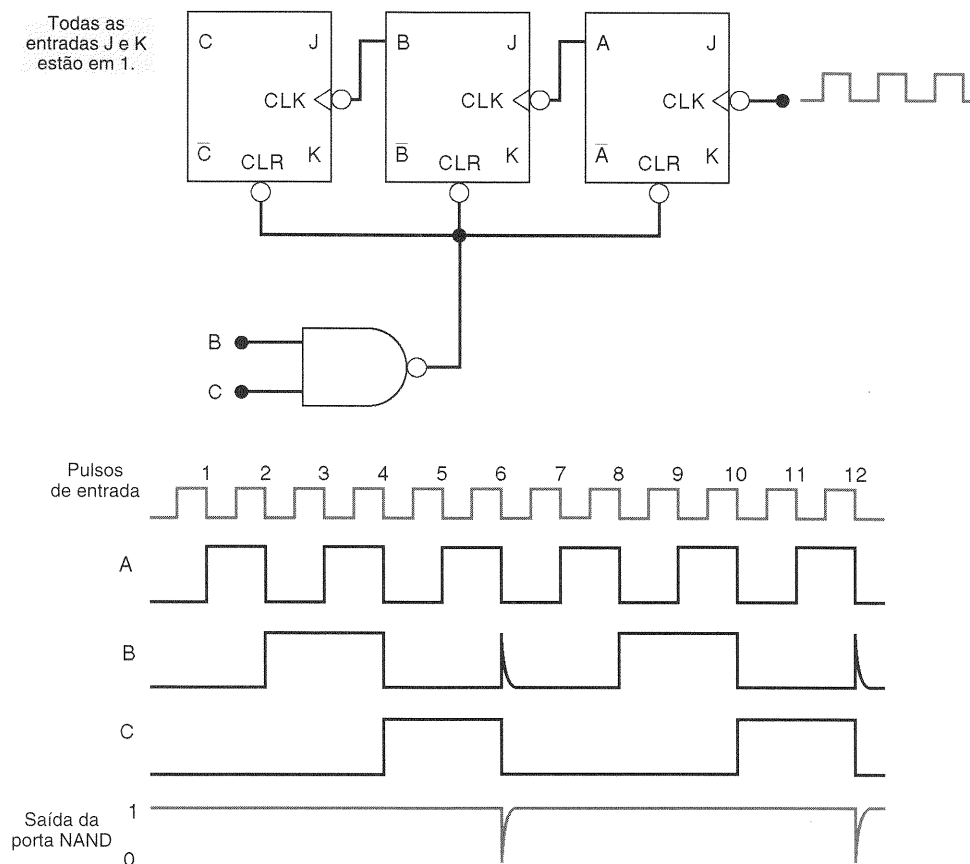 Todas as
entradas J e K
estão em 1.
C J B J A J
CLK CLK CLK
C̅ CLR K B̅ CLR K A̅ CLR K
B
C
Pulsos
de entrada
1 2 3 4 5 6 7 8 9 10 11 12
A
B
C
Saída da
porta NAND
1
0